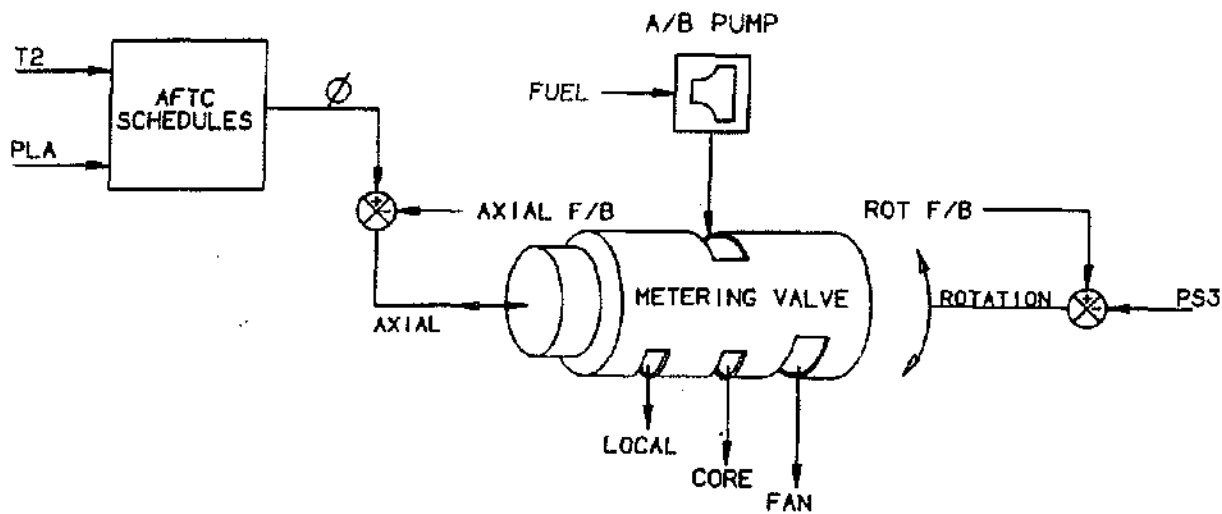 A/B PUMP
T2
AFTC
SCHEDULES
Ø
FUEL
PLA
AXIAL F/B
ROT F/B
METERING VALVE
ROTATION
PS3
AXIAL
LOCAL
CORE
FAN